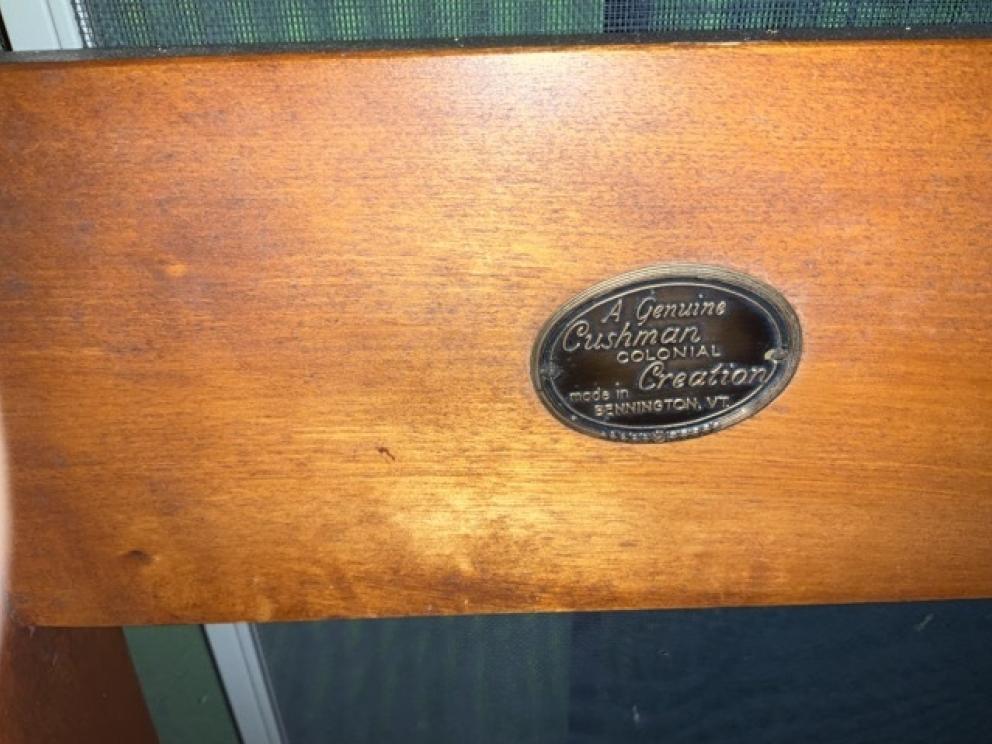 A Genuine
Cushman
COLONIAL
Creation
made in
BENNINGTON, VT.